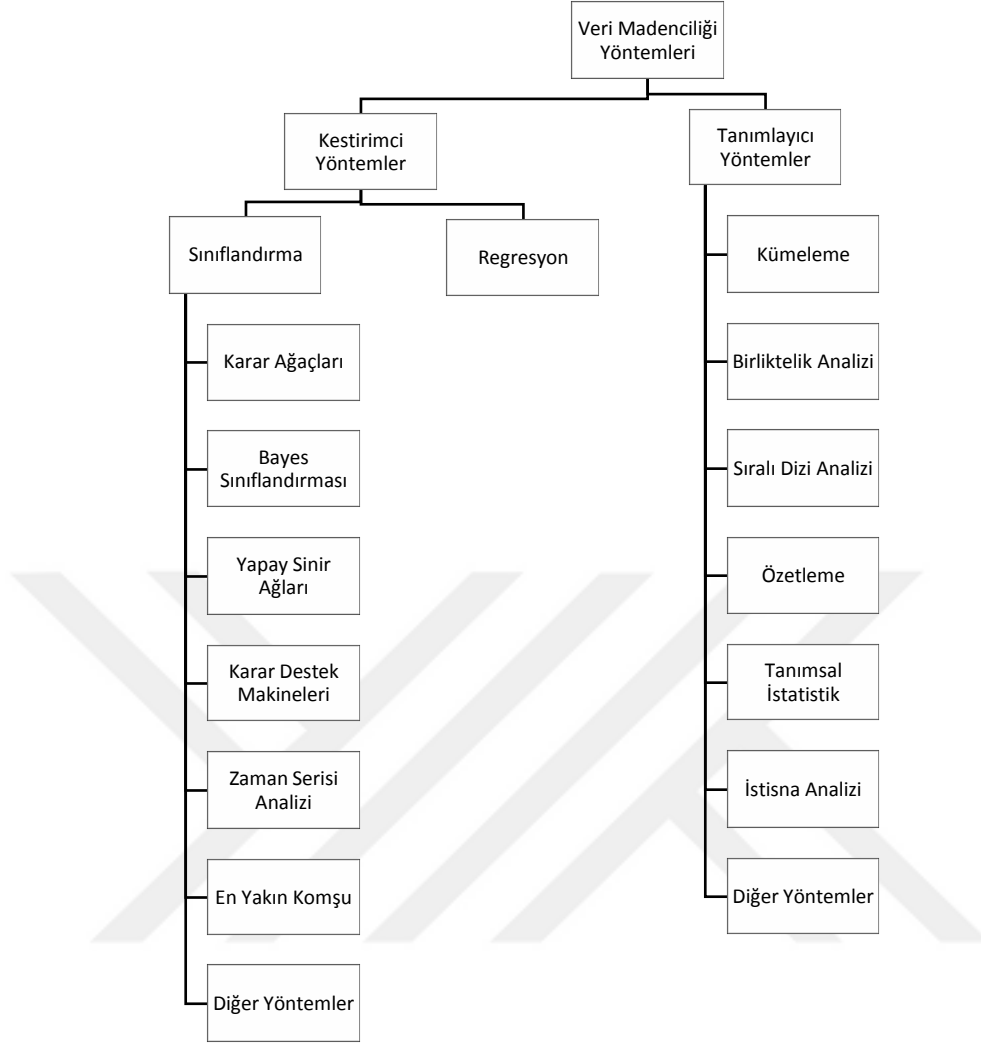 Veri Madenciliği
Yöntemleri
Kestirimci
Yöntemler
Tanımlayıcı
Yöntemler
Sınıflandırma
Regresyon
Karar Ağaçları
Bayes
Sınıflandırması
Yapay Sinir
Ağları
Karar Destek
Makineleri
Zaman Serisi
Analizi
En Yakın Komşu
Diğer Yöntemler
Kümeleme
Birliktelik Analizi
Sıralı Dizi Analizi
Özetleme
Tanımsal
İstatistik
İstisna Analizi
Diğer Yöntemler